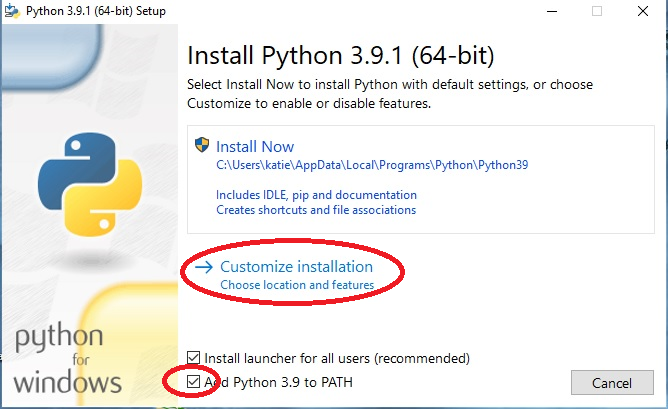 Python 3.9.1 (64-bit) Setup
Install Python 3.9.1 (64-bit)
Select Install Now to install Python with default settings, or choose
Customize to enable or disable features.
Install Now
C:\Users\katie\AppData\Local\Programs\Python\Python39
Includes IDLE, pip and documentation
Creates shortcuts and file associations
Customize installation
Choose location and features
python
for
windows
Install launcher for all users (recommended)
Add Python 3.9 to PATH
Cancel